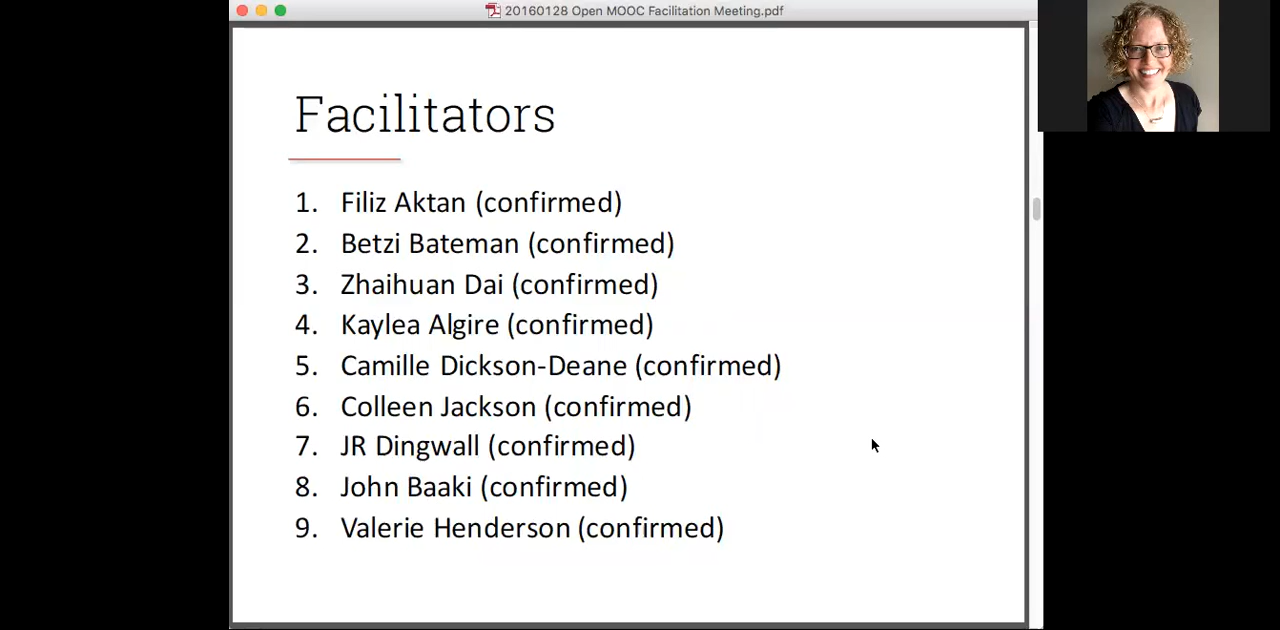 20160128 Open MOOC Facilitation Meeting.pdf
Facilitators
1. Filiz Aktan (confirmed)
2. Betzi Bateman (confirmed)
3. Zhaihuan Dai (confirmed)
4. Kaylea Algire (confirmed)
5. Camille Dickson-Deane (confirmed)
6. Colleen Jackson (confirmed)
7. JR Dingwall (confirmed)
8. John Baaki (confirmed)
9. Valerie Henderson (confirmed)